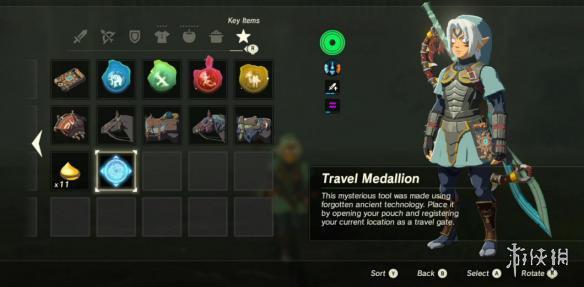 Key Items
R
x11
Travel Medallion
This mysterious tool was made using
forgotten ancient technology. Place it
by opening your pouch and registering
your current location as a travel gate.
Sort Y Back B Select A Rotate R
游侠网